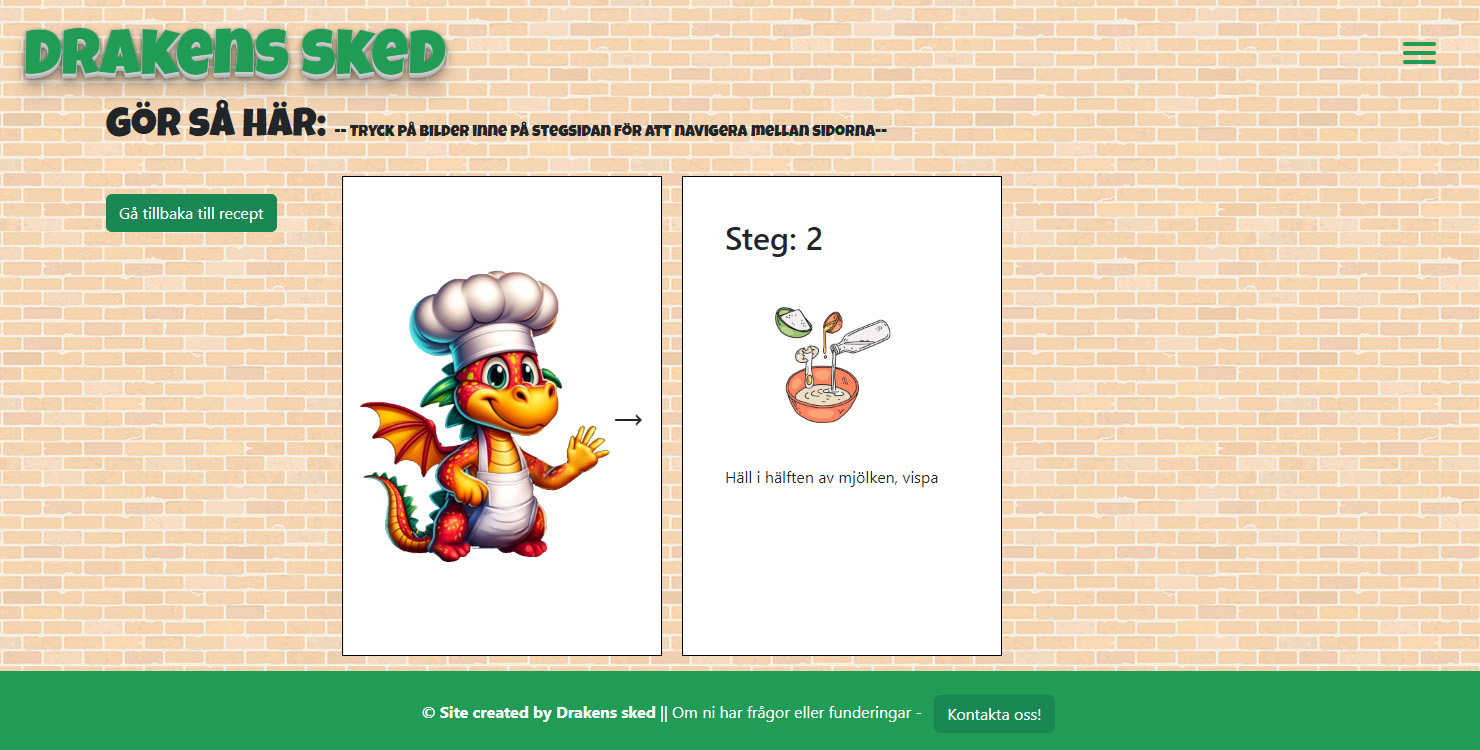 Drakens sked
Gör så här: -- Tryck på bilder inne på stegsidan för att navigera mellan sidorna--
Gå tillbaka till recept
→
Steg: 2
Häll i hälften av mjölken, vispa
© Site created by Drakens sked || Om ni har frågor eller funderingar - Kontakta oss!